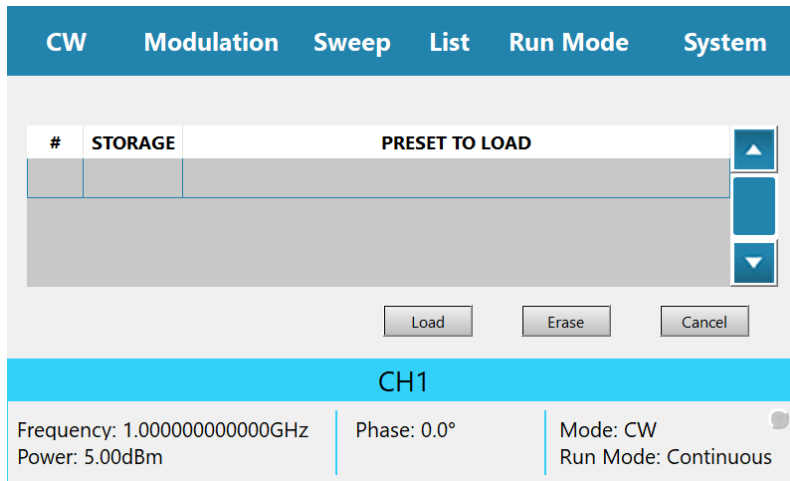 CW Modulation Sweep List Run Mode System
# STORAGE PRESET TO LOAD
Load Erase Cancel
CH1
Frequency: 1.000000000000GHz
Power: 5.00dBm
Phase: 0.0°
Mode: CW
Run Mode: Continuous